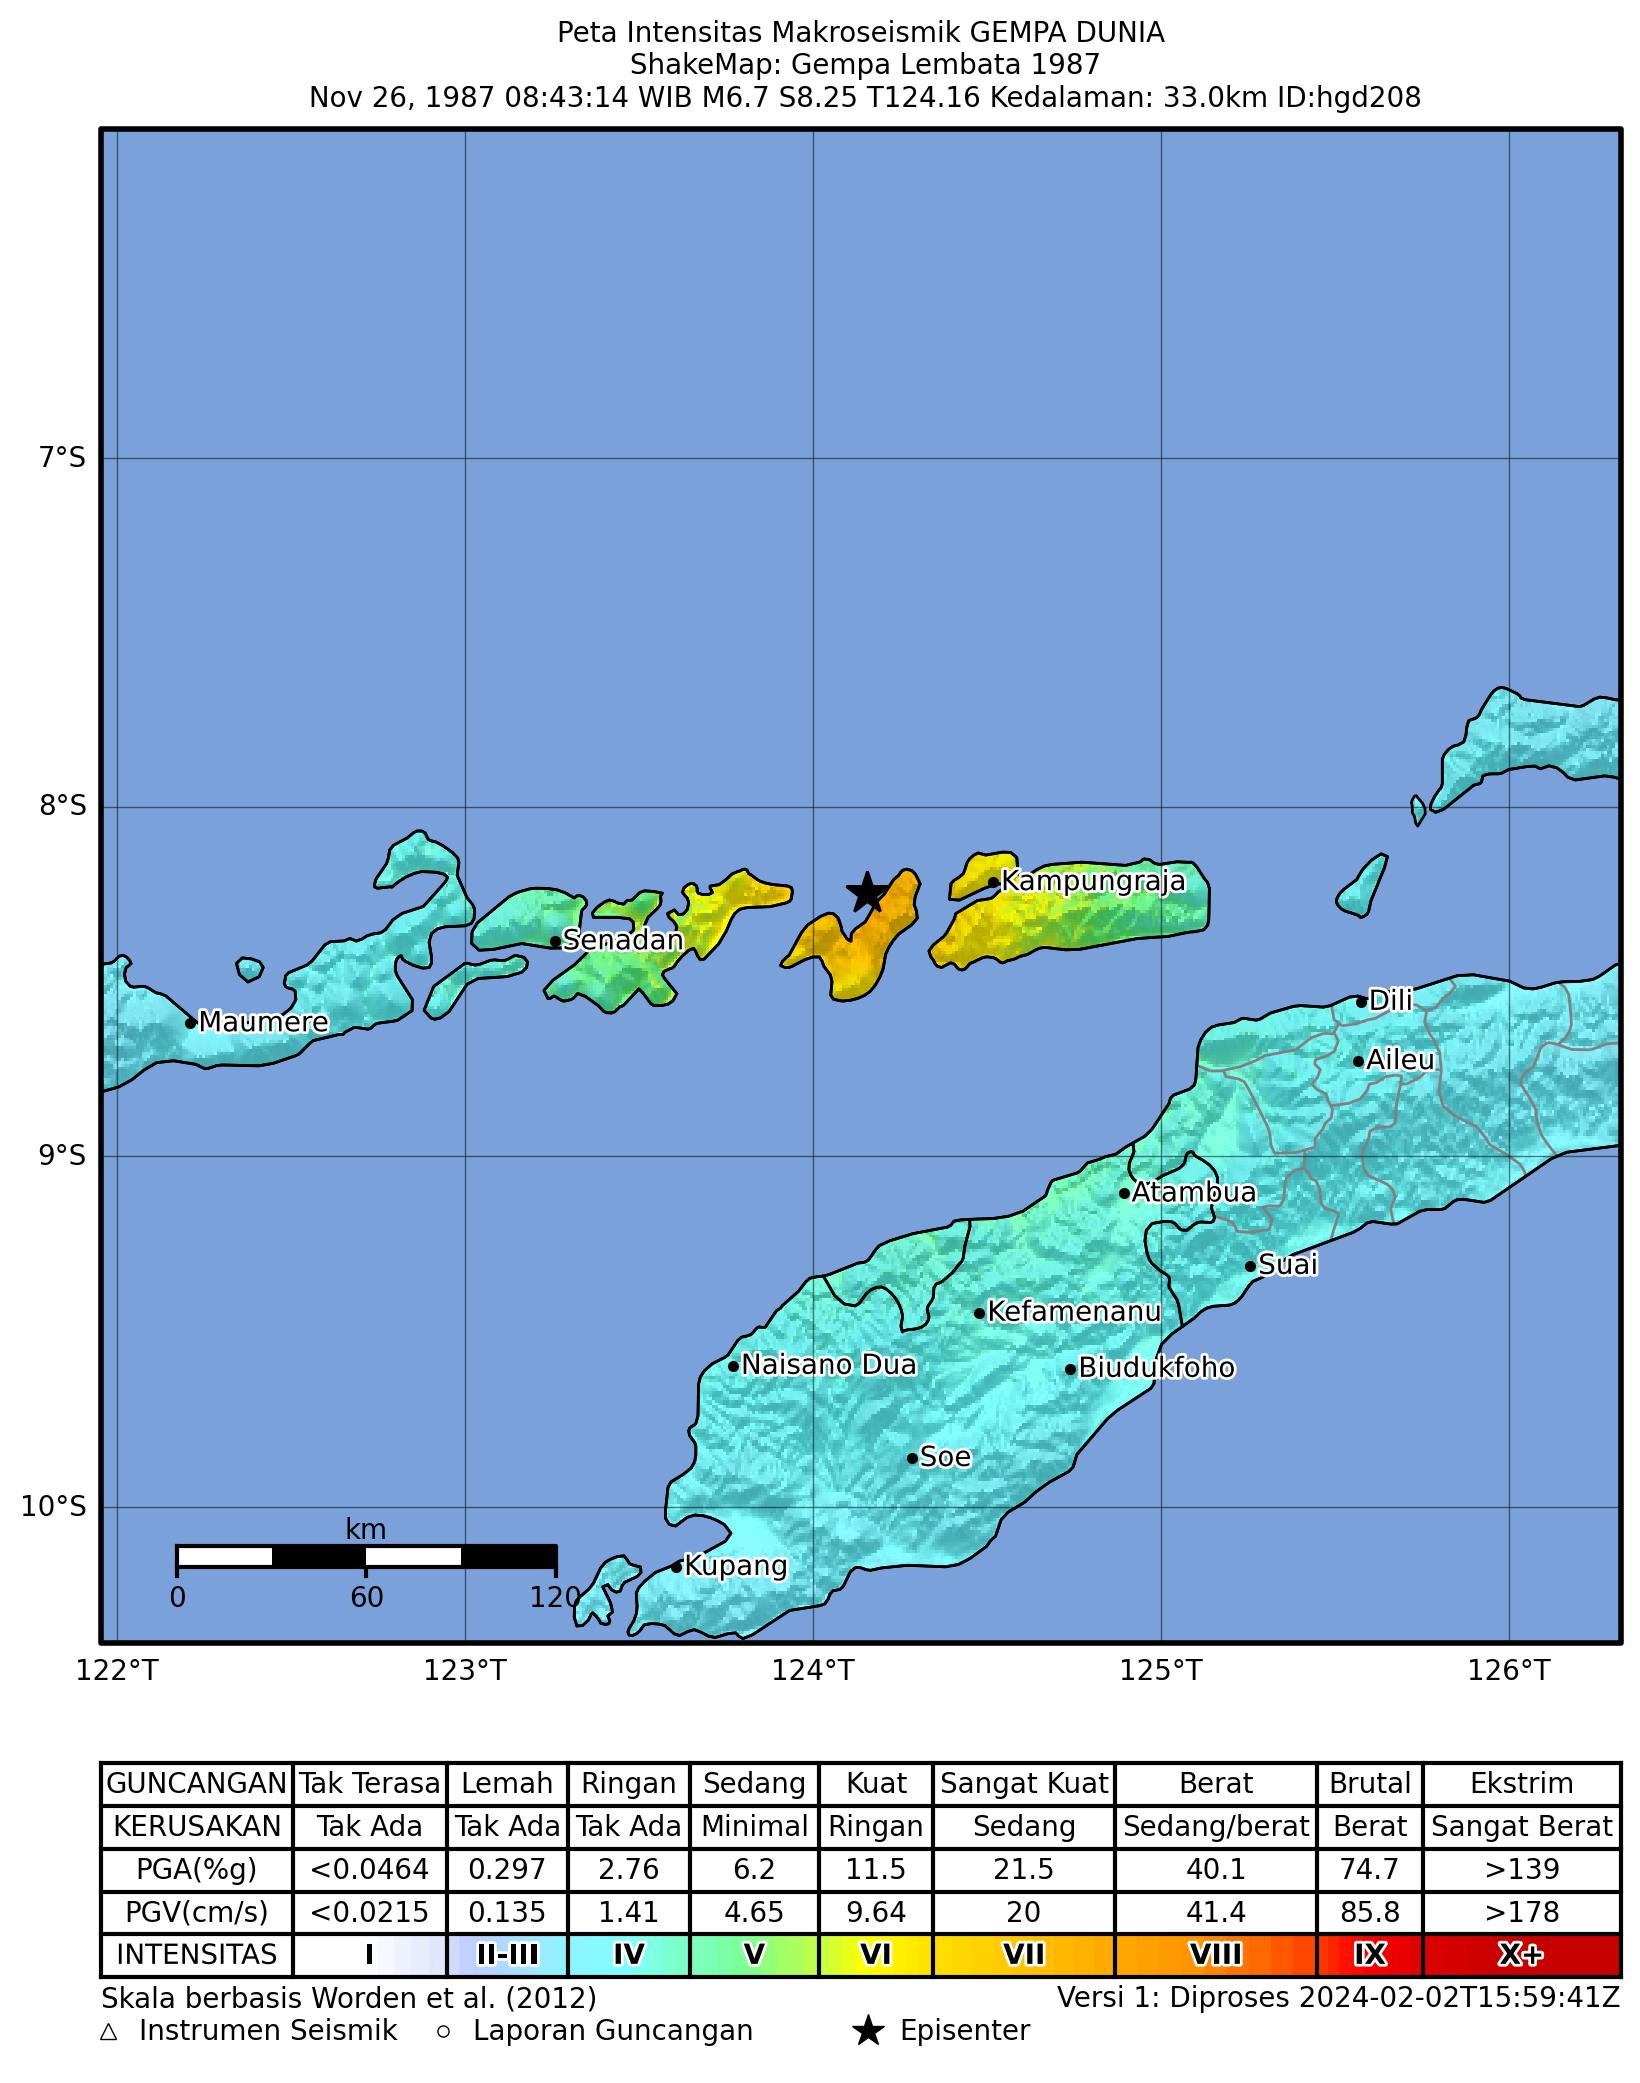 Peta Intensitas Makroseismik GEMPA DUNIA
ShakeMap: Gempa Lembata 1987
Nov 26, 1987 08:43:14 WIB M6.7 S8.25 T124.16 Kedalaman: 33.0km ID:hgd208
7°S
8°S
Kampungraja
Senadan
Dili
Maumere
Aileu
9°S
Atambua
Suai
Kefamenanu
Naisano Dua
Biudukfoho
Soe
10°S
km
Kupang
0 60 120
122°T 123°T 124°T 125°T 126°T
GUNCANGAN Tak Terasa Lemah Ringan Sedang Kuat Sangat Kuat Berat Brutal Ekstrim
KERUSAKAN Tak Ada Tak Ada Tak Ada Minimal Ringan Sedang Sedang/berat Berat Sangat Berat
PGA(%g) <0.0464 0.297 2.76 6.2 11.5 21.5 40.1 74.7 >139
PGV(cm/s) <0.0215 0.135 1.41 4.65 9.64 20 41.4 85.8 >178
INTENSITAS I II-III IV V VI VII VIII IX X+
Skala berbasis Worden et al. (2012) Versi 1: Diproses 2024-02-02T15:59:41Z
Instrumen Seismik Laporan Guncangan Episenter